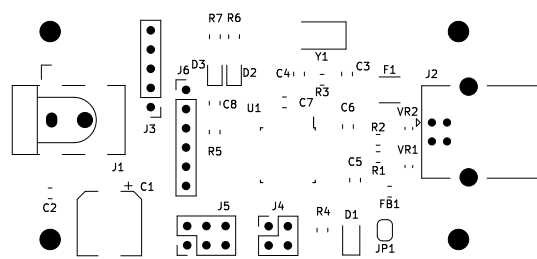 R7 R6
Y1
D3 D2
J6
C4 C3
F1
J2
R3
C8 U1 C7 C6
VR2
J3
R2
R5
VR1
J1
C5
R1
C1
C2
FB1
J5 J4
R4 D1
JP1